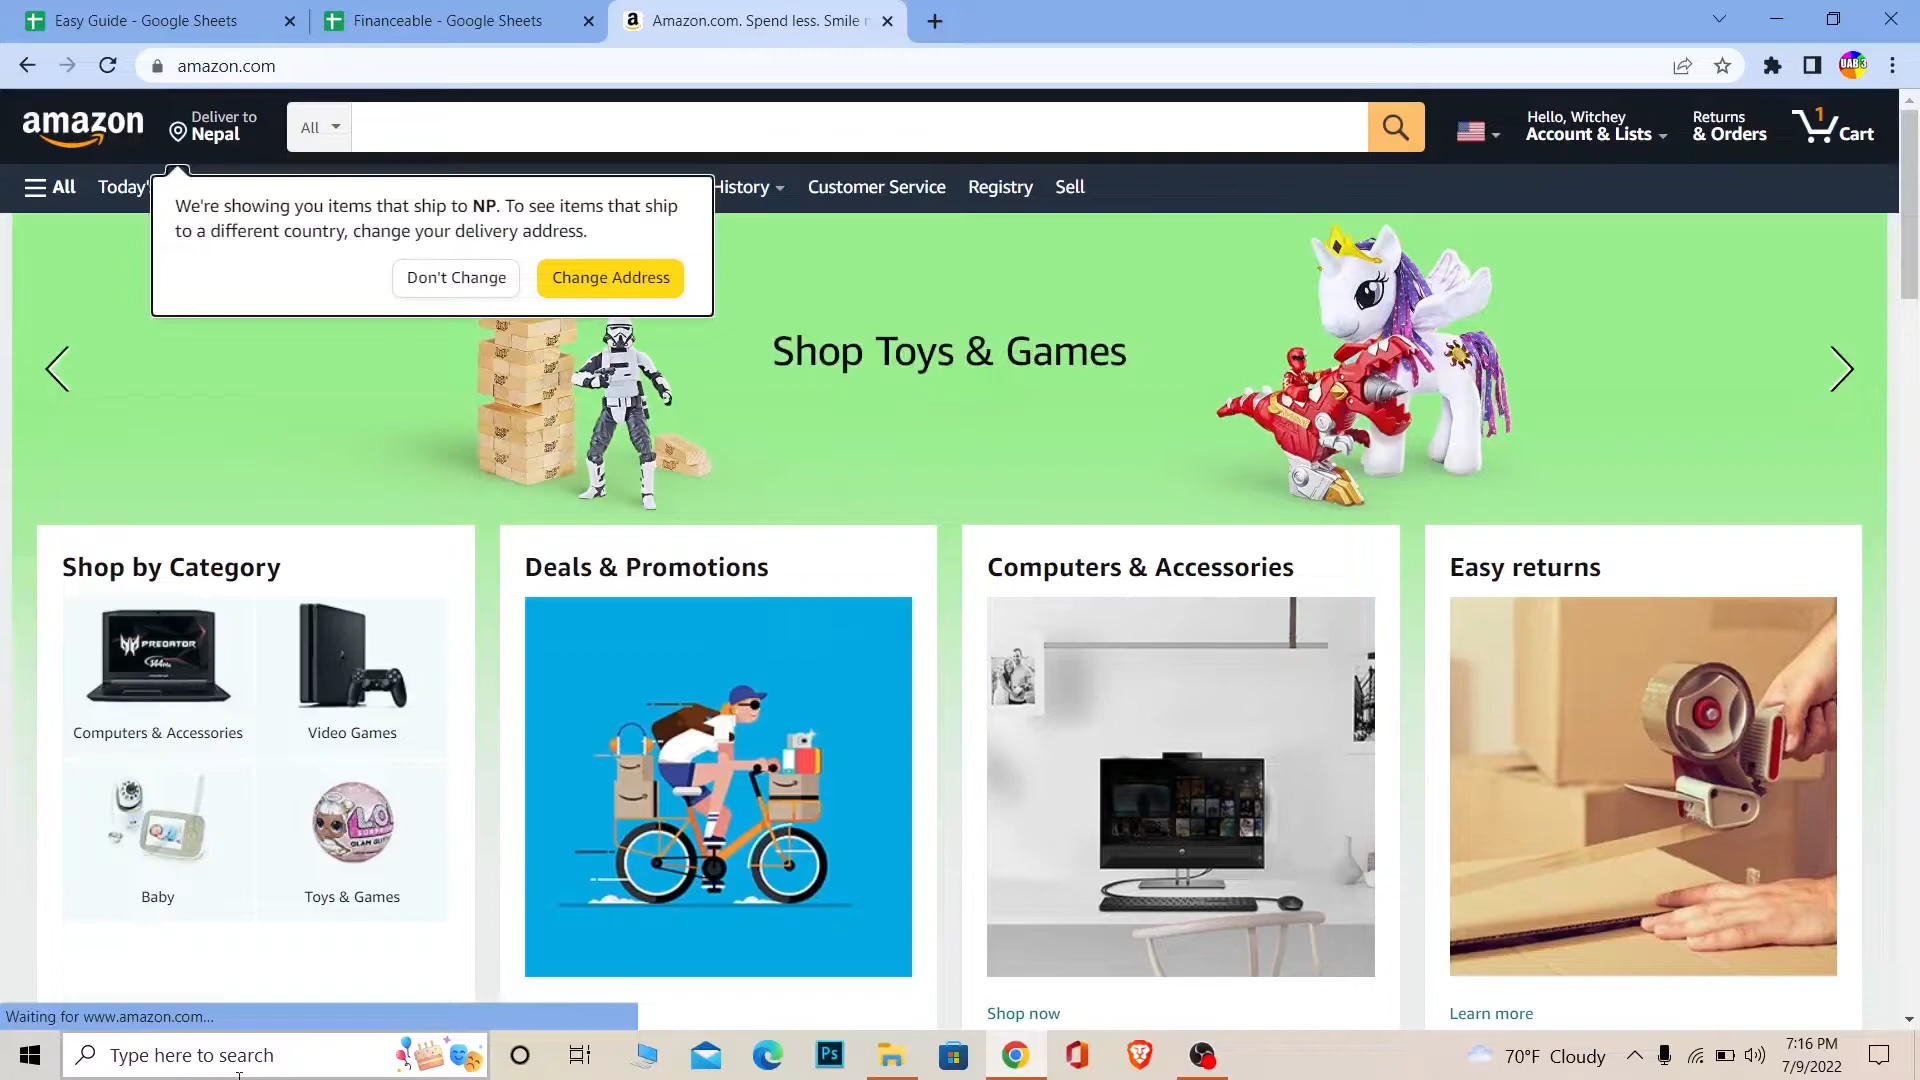 Easy Guide - Google Sheets
Financeable - Google Sheets
Amazon.com. Spend less. Smile
amazon.com
UAB 3
amazon
Deliver to
Nepal
All
Hello, Witchey
Account & Lists
Returns
& Orders
1
Cart
All
Today'
History
Customer Service
Registry
Sell
We're showing you items that ship to NP. To see items that ship
to a different country, change your delivery address.
Don't Change
Change Address
Shop Toys & Games
Shop by Category
Deals & Promotions
Computers & Accessories
Easy returns
PREDATOR
Computers & Accessories
Video Games
Baby
Toys & Games
Shop now
Learn more
Waiting for www.amazon.com...
Type here to search
Ps
70°F Cloudy
7:16 PM
7/9/2022